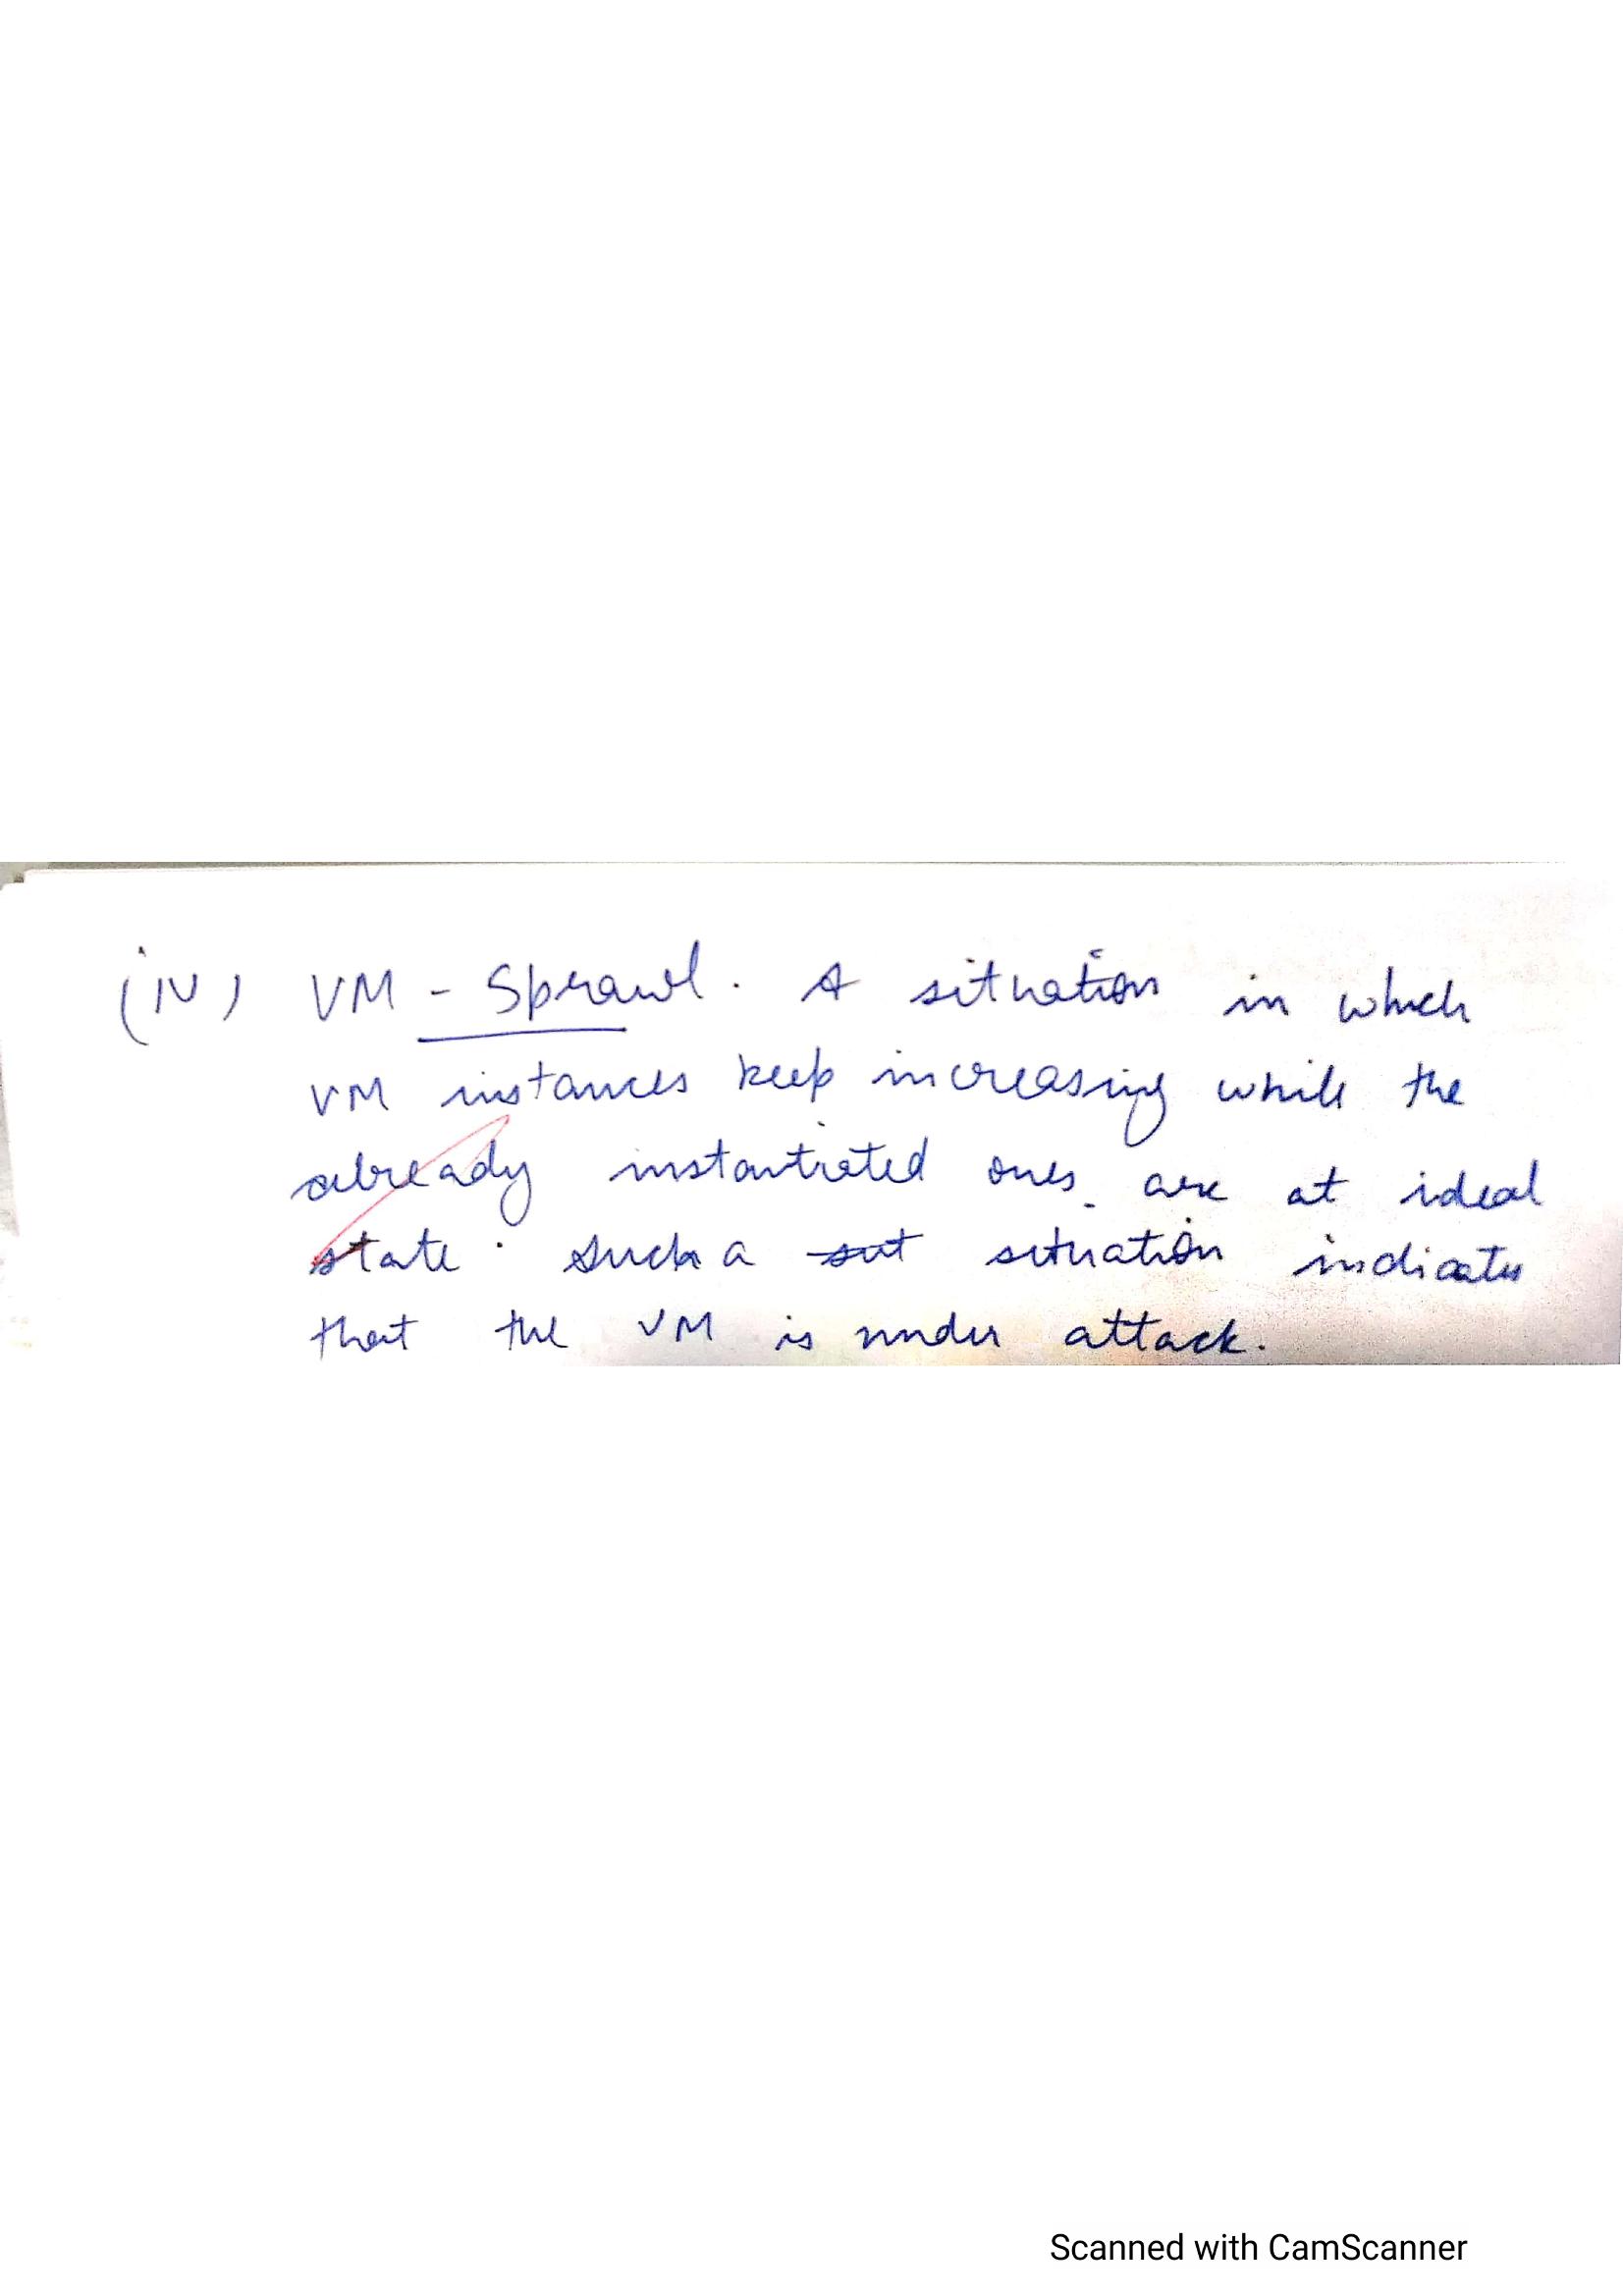 (iv) VM - Sprawl. A situation in which
VM instances keep increasing while the
already instantiated ones are at ideal
state. Such a sit situation indicates
that the VM is under attack.
Scanned with CamScanner